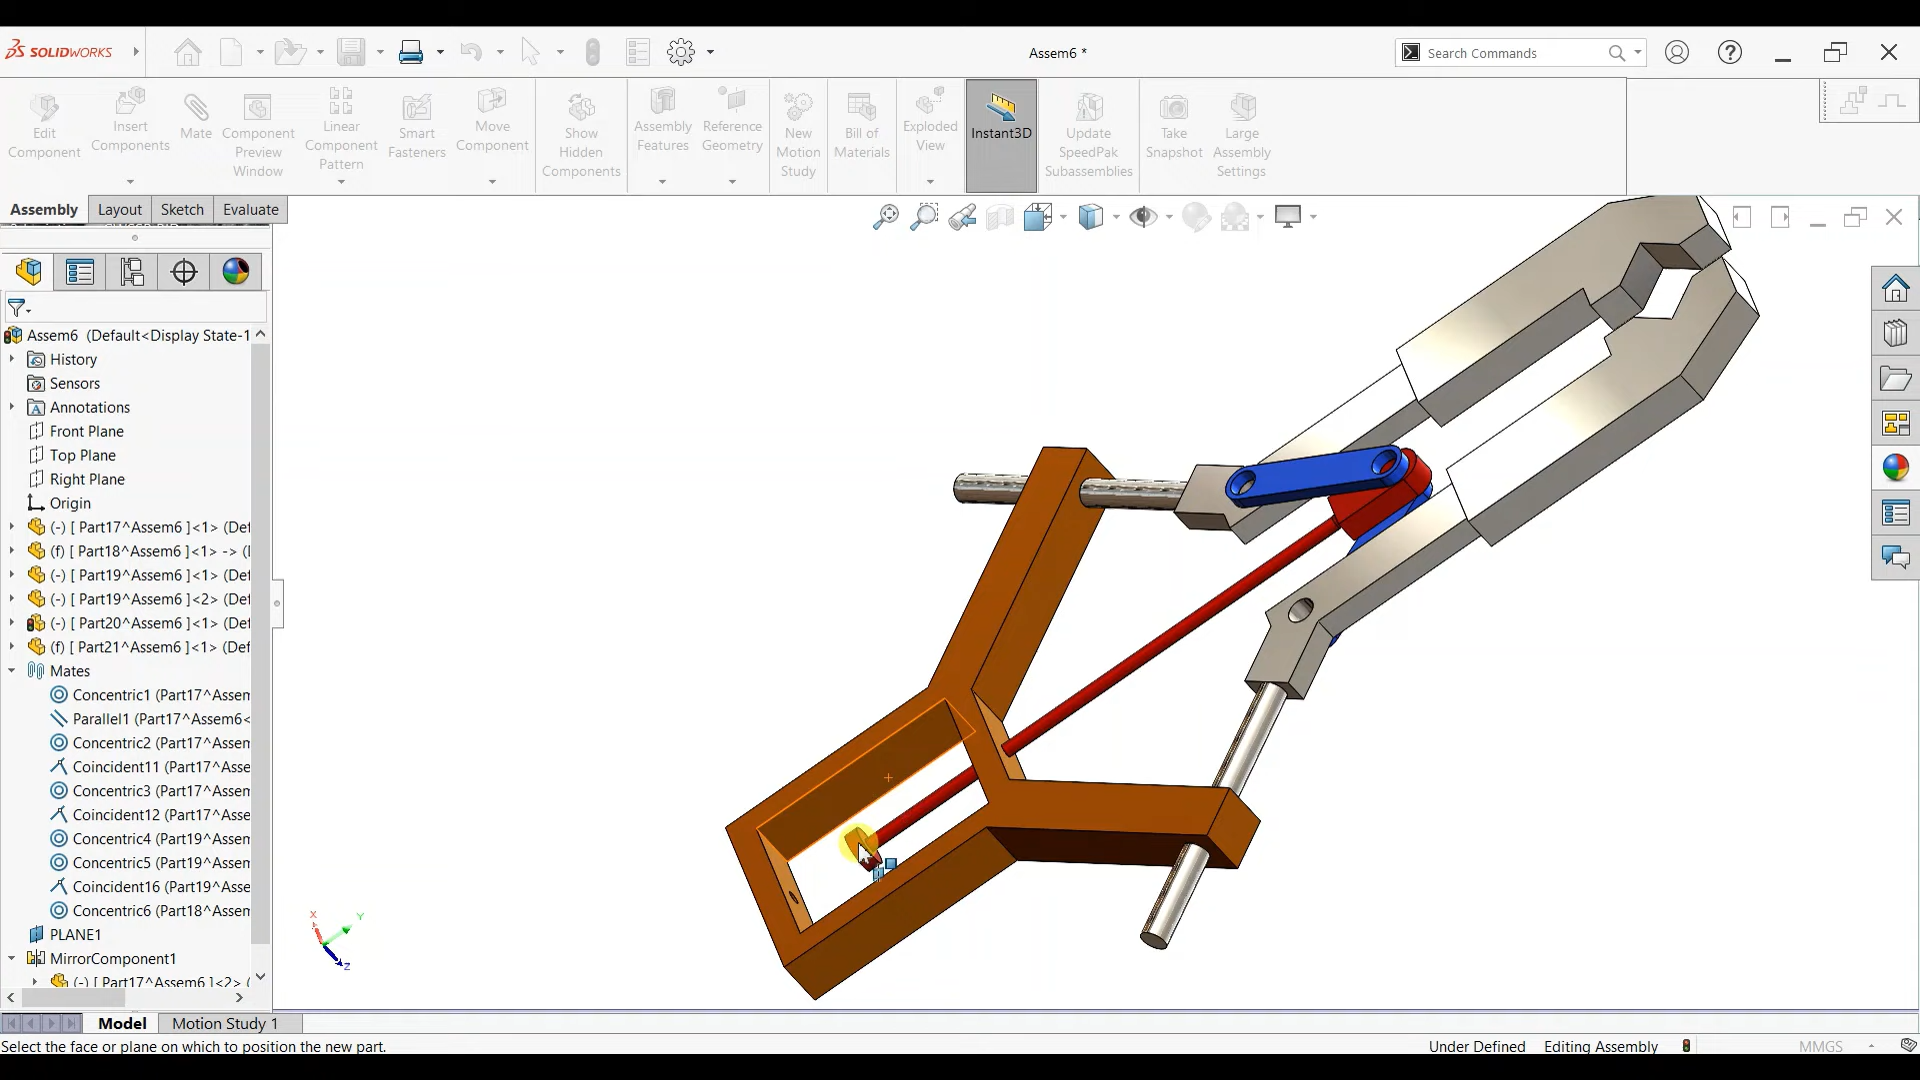 SOLIDWORKS
Assem6 *
Search Commands
Edit Component
Insert Components
Mate
Component Preview Window
Linear Component Pattern
Smart Fasteners
Move Component
Show Hidden Components
Assembly Features
Reference Geometry
New Motion Study
Bill of Materials
Exploded View
Instant3D
Update SpeedPak Subassemblies
Take Snapshot
Large Assembly Settings
Assembly
Layout
Sketch
Evaluate
Assem6 (Default<Display State-1
History
Sensors
Annotations
Front Plane
Top Plane
Right Plane
Origin
(-) [ Part17^Assem6 ]<1> (Def
(f) [ Part18^Assem6 ]<1> -> (
(-) [ Part19^Assem6 ]<1> (Def
(-) [ Part19^Assem6 ]<2> (Def
(-) [ Part20^Assem6 ]<1> (Def
(f) [ Part21^Assem6 ]<1> (Def
Mates
Concentric1 (Part17^Assem
Parallel1 (Part17^Assem6<
Concentric2 (Part17^Assem
Coincident11 (Part17^Asse
Concentric3 (Part17^Assem
Coincident12 (Part17^Asse
Concentric4 (Part19^Assem
Concentric5 (Part19^Assem
Coincident16 (Part19^Asse
Concentric6 (Part18^Assem
PLANE1
MirrorComponent1
(-) [ Part17^Assem6 ]<2> (
X
Y
Z
Model
Motion Study 1
Select the face or plane on which to position the new part.
Under Defined
Editing Assembly
MMGS